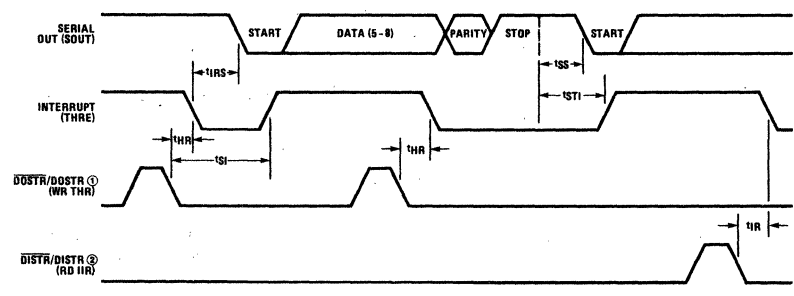 SERIAL
OUT (SOUT)
START
DATA (5-8)
PARITY
STOP
START
tIRS
tSS
tSTI
INTERRUPT
(THRE)
tHR
tSI
tHR
DOSTR/DOSTR ①
(WR THR)
tIR
DISTR/DISTR ②
(RD IIR)